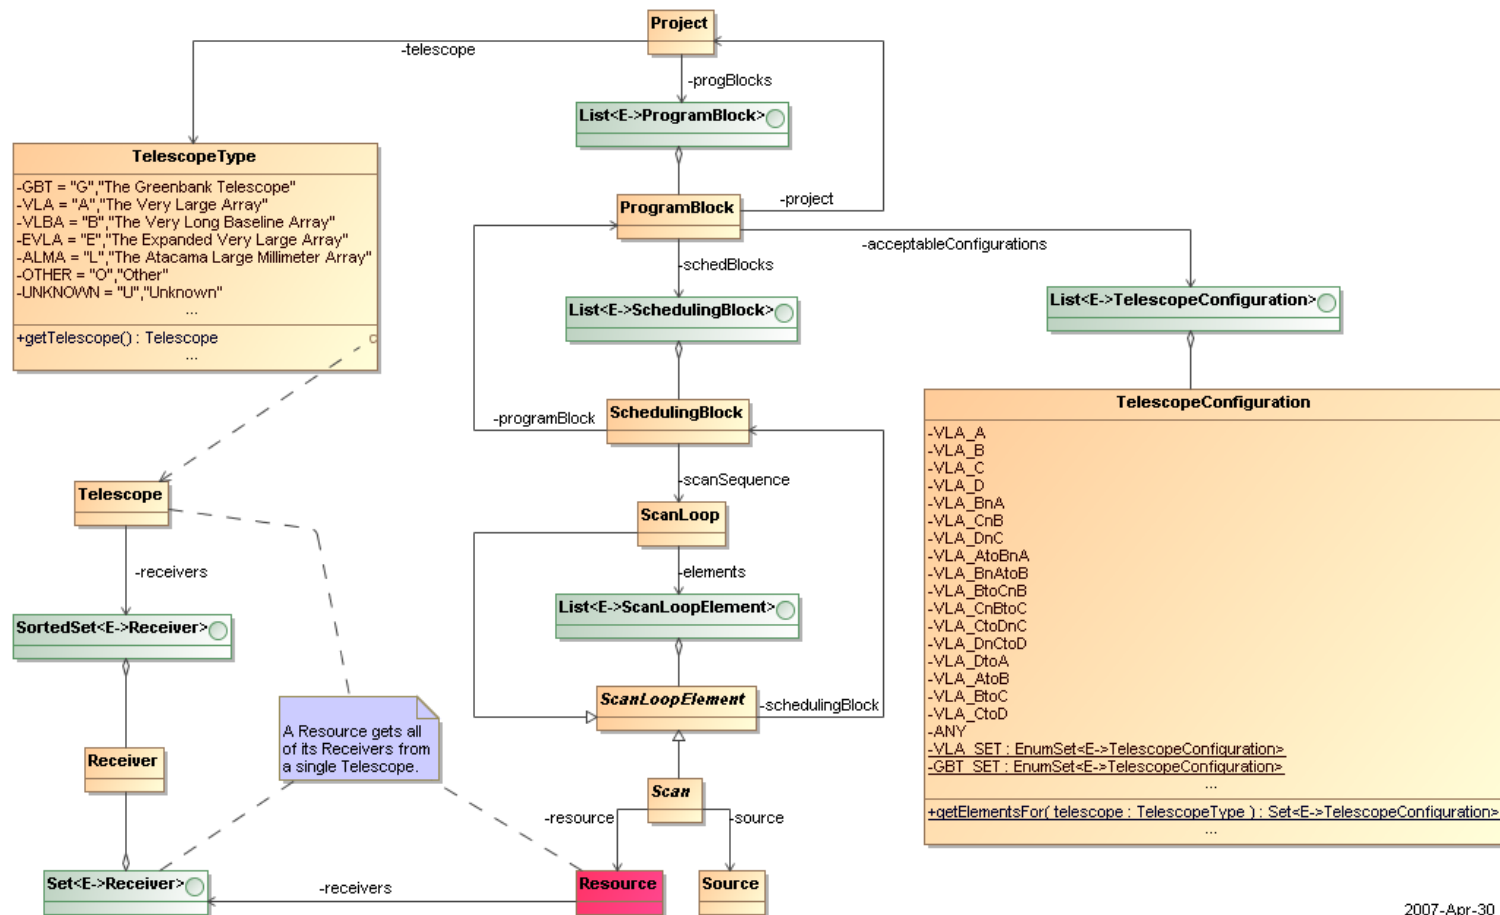 Project
-telescope
-progBlocks
List<E->ProgramBlock>
TelescopeType
-GBT = "G","The Greenbank Telescope"
-VLA = "A","The Very Large Array"
-VLBA = "B","The Very Long Baseline Array"
-EVLA = "E","The Expanded Very Large Array"
-ALMA = "L","The Atacama Large Millimeter Array"
-OTHER = "O","Other"
-UNKNOWN = "U","Unknown"
...
+getTelescope() : Telescope
...
ProgramBlock
-project
-acceptableConfigurations
-schedBlocks
List<E->SchedulingBlock>
List<E->TelescopeConfiguration>
SchedulingBlock
-programBlock
-scanSequence
ScanLoop
-elements
List<E->ScanLoopElement>
ScanLoopElement
-schedulingBlock
Scan
-resource
-source
Resource
Source
Telescope
-receivers
SortedSet<E->Receiver>
Receiver
Set<E->Receiver>
-receivers
A Resource gets all
of its Receivers from
a single Telescope.
TelescopeConfiguration
-VLA_A
-VLA_B
-VLA_C
-VLA_D
-VLA_BnA
-VLA_CnB
-VLA_DnC
-VLA_AtoBnA
-VLA_BnAtoB
-VLA_BtoCnB
-VLA_CnBtoC
-VLA_CtoDnC
-VLA_DnCtoD
-VLA_DtoA
-VLA_AtoB
-VLA_BtoC
-VLA_CtoD
-ANY
-VLA_SET : EnumSet<E->TelescopeConfiguration>
-GBT_SET : EnumSet<E->TelescopeConfiguration>
...
+getElementsFor( telescope : TelescopeType ) : Set<E->TelescopeConfiguration>
...
2007-Apr-30